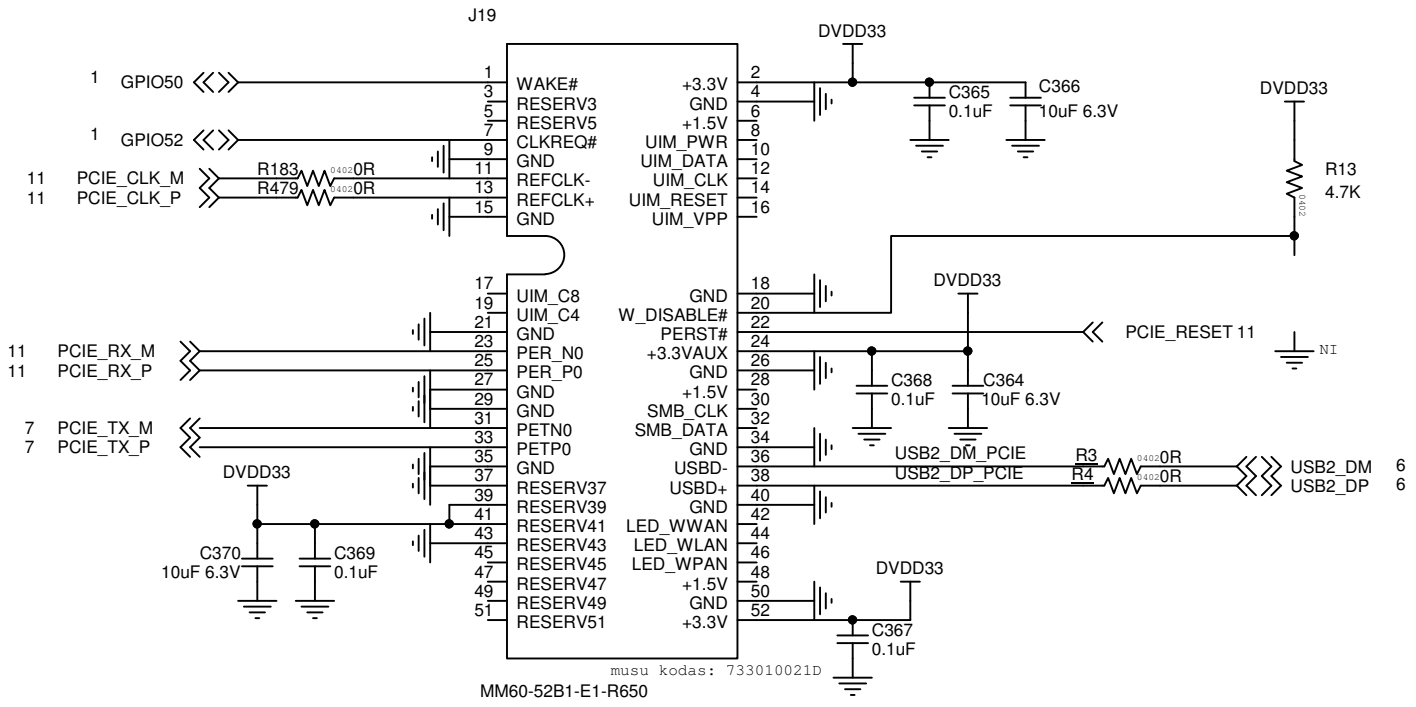 J19
DVDD33
1 GPIO50
1 WAKE#
3 RESERV3
5 RESERV5
1 GPIO52
7 CLKREQ#
9 GND
11 PCIE_CLK_M R183 0402 0R 11 REFCLK-
11 PCIE_CLK_P R479 0402 0R 13 REFCLK+
15 GND
+3.3V 2
GND 4
+1.5V 6
UIM_PWR 8
UIM_DATA 10
UIM_CLK 12
UIM_RESET 14
UIM_VPP 16
C365
0.1uF
C366
10uF 6.3V
DVDD33
R13
4.7K
0402
17 UIM_C8
19 UIM_C4
21 GND
11 PCIE_RX_M 23 PER_N0
11 PCIE_RX_P 25 PER_P0
27 GND
29 GND
7 PCIE_TX_M 31 PETN0
7 PCIE_TX_P 33 PETP0
35 GND
37 RESERV37
39 RESERV39
41 RESERV41
43 RESERV43
45 RESERV45
47 RESERV47
49 RESERV49
51 RESERV51
DVDD33
C370
10uF 6.3V
C369
0.1uF
GND 18
W_DISABLE# 20
PERST# 22
+3.3VAUX 24
GND 26
+1.5V 28
SMB_CLK 30
SMB_DATA 32
GND 34
USBD- 36
USBD+ 38
GND 40
LED_WWAN 42
LED_WLAN 44
LED_WPAN 46
+1.5V 48
GND 50
+3.3V 52
DVDD33
PCIE_RESET 11
NI
C368
0.1uF
C364
10uF 6.3V
USB2_DM_PCIE R3 0402 0R USB2_DM 6
USB2_DP_PCIE R4 0402 0R USB2_DP 6
DVDD33
C367
0.1uF
musu kodas: 733010021D
MM60-52B1-E1-R650